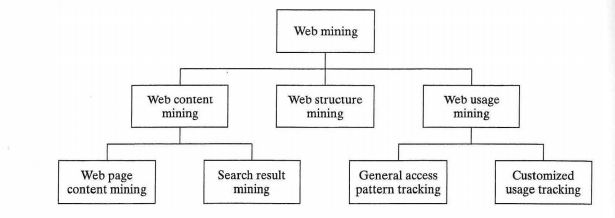 Web mining
Web content
mining
Web structure
mining
Web usage
mining
Web page
content mining
Search result
mining
General access
pattern tracking
Customized
usage tracking